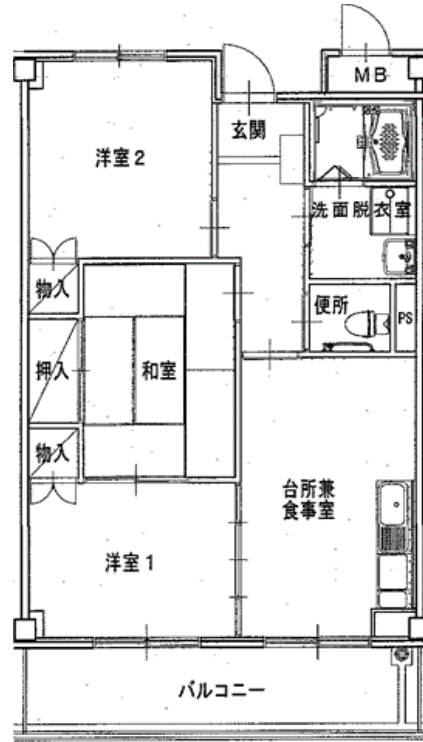 MB
玄関
洋室2
洗面脱衣室
物入
便所
PS
押入
和室
物入
台所兼
食事室
洋室1
バルコニー